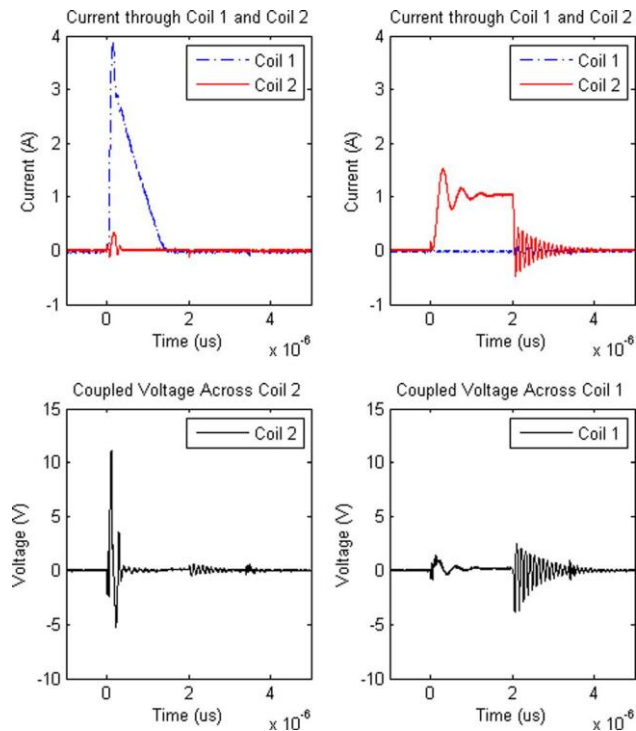 Current through Coil 1 and Coil 2
Current through Coil 1 and Coil 2
4
3
2
1
0
-1
Current (A)
Coil 1
Coil 2
0
2
4
Time (us)
x 10^-6
4
3
2
1
0
-1
Current (A)
Coil 1
Coil 2
0
2
4
Time (us)
x 10^-6
Coupled Voltage Across Coil 2
Coupled Voltage Across Coil 1
15
10
5
0
-5
-10
Voltage (V)
Coil 2
0
2
4
Time (us)
x 10^-6
15
10
5
0
-5
-10
Voltage (V)
Coil 1
0
2
4
Time (us)
x 10^-6